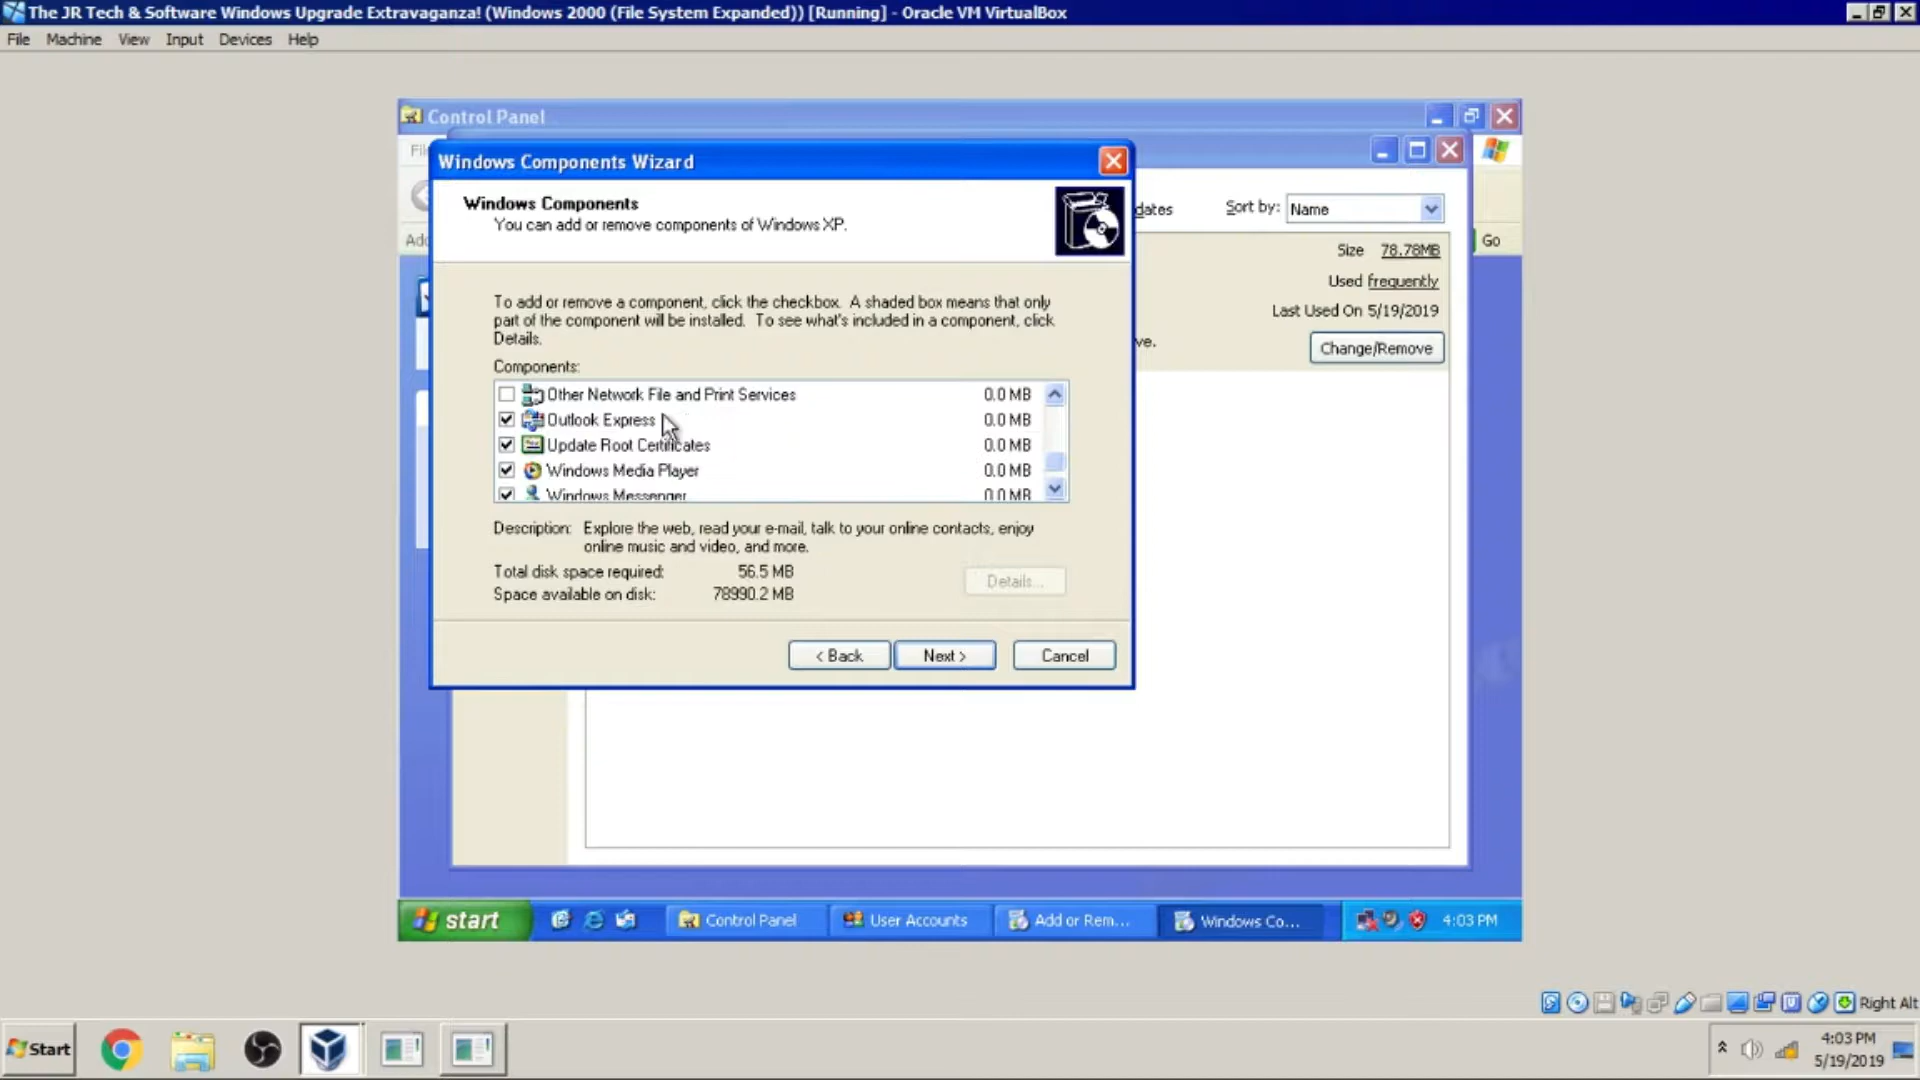 The JR Tech & Software Windows Upgrade Extravaganza! (Windows 2000 (File System Expanded)) [Running] - Oracle VM VirtualBox
File Machine View Input Devices Help
Control Panel
Windows Components Wizard
Windows Components
You can add or remove components of Windows XP.
dates
Sort by: Name
Go
Size 78.78MB
Used frequently
Last Used On 5/19/2019
ve.
Change/Remove
To add or remove a component, click the checkbox. A shaded box means that only
part of the component will be installed. To see what's included in a component, click
Details.
Components:
Other Network File and Print Services 0.0 MB
Outlook Express 0.0 MB
Update Root Certificates 0.0 MB
Windows Media Player 0.0 MB
Windows Messenger 0.0 MB
Description: Explore the web, read your e-mail, talk to your online contacts, enjoy
online music and video, and more.
Total disk space required: 56.5 MB
Space available on disk: 78990.2 MB
Details...
< Back Next > Cancel
start Control Panel User Accounts Add or Rem... Windows Co... 4:03 PM
Right Alt
Start
4:03 PM
5/19/2019